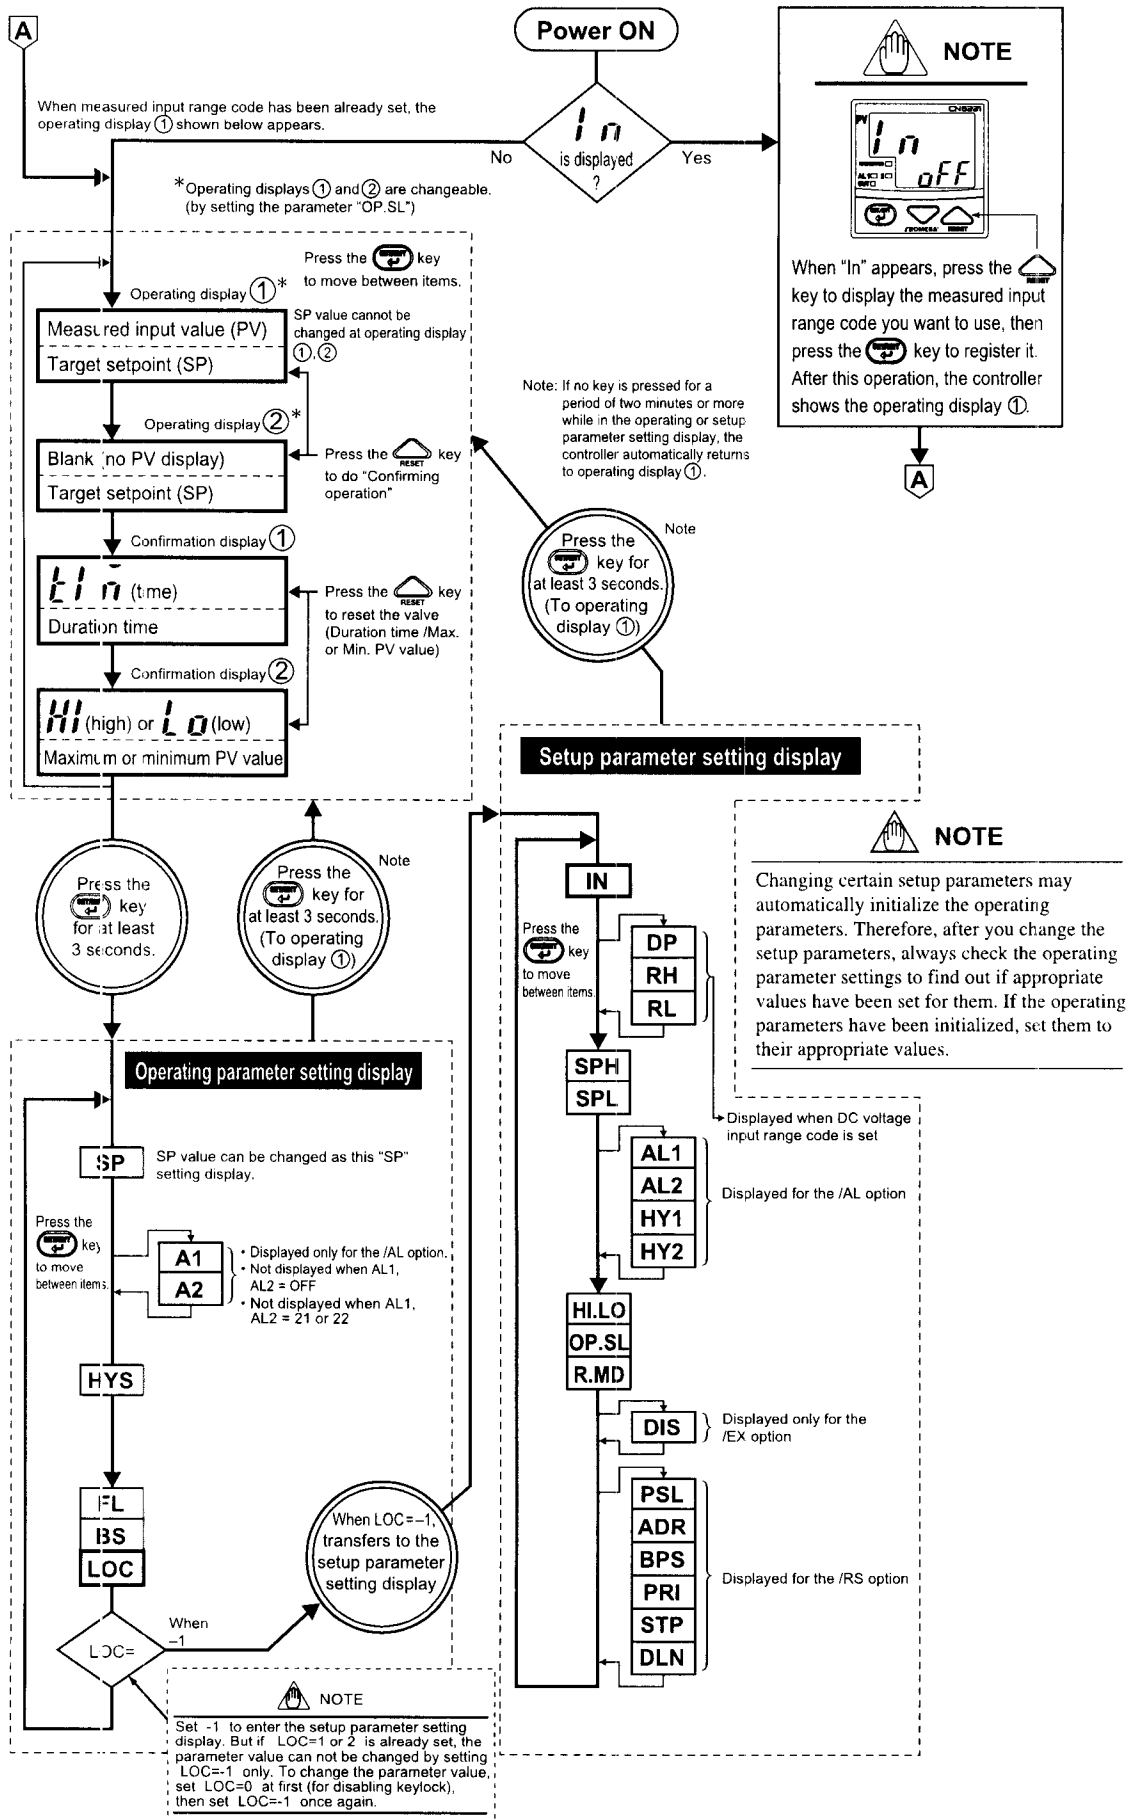 A
Power ON
When measured input range code has been already set, the
operating display ① shown below appears.
In
is displayed
?
No
Yes
NOTE
PV
In
oFF
RESET
When "In" appears, press the
RESET
key to display the measured input
range code you want to use, then
press the key to register it.
After this operation, the controller
shows the operating display ①.
A
*Operating displays ① and ② are changeable.
(by setting the parameter "OP.SL")
Press the key
to move between items.
Operating display ①*
Measured input value (PV)
Target setpoint (SP)
SP value cannot be
changed at operating display
①,②
Operating display ②*
Blank (no PV display)
Target setpoint (SP)
Press the key
RESET
to do "Confirming
operation"
Confirmation display ①
(time)
Duration time
Press the key
RESET
to reset the valve
(Duration time /Max.
or Min. PV value)
Confirmation display ②
HI (high) or Lo (low)
Maximum or minimum PV value
Note: If no key is pressed for a
period of two minutes or more
while in the operating or setup
parameter setting display, the
controller automatically returns
to operating display ①.
Note
Press the
key for
at least 3 seconds.
(To operating
display ①)
Press the
key
for at least
3 seconds.
Note
Press the
key for
at least 3 seconds.
(To operating
display ①)
Operating parameter setting display
SP
SP value can be changed as this "SP"
setting display.
Press the
key
to move
between items.
A1
A2
• Displayed only for the /AL option.
• Not displayed when AL1,
AL2 = OFF
• Not displayed when AL1,
AL2 = 21 or 22
HYS
FL
BS
LOC
LOC=
When
–1
When LOC=–1,
transfers to the
setup parameter
setting display
NOTE
Set -1 to enter the setup parameter setting
display. But if LOC=1 or 2 is already set, the
parameter value can not be changed by setting
LOC=-1 only. To change the parameter value,
set LOC=0 at first (for disabling keylock),
then set LOC=-1 once again.
Setup parameter setting display
IN
Press the
key
to move
between items.
DP
RH
RL
SPH
SPL
Displayed when DC voltage
input range code is set
AL1
AL2
HY1
HY2
Displayed for the /AL option
HI.LO
OP.SL
R.MD
DIS
Displayed only for the
/EX option
PSL
ADR
BPS
PRI
STP
DLN
Displayed for the /RS option
NOTE
Changing certain setup parameters may
automatically initialize the operating
parameters. Therefore, after you change the
setup parameters, always check the operating
parameter settings to find out if appropriate
values have been set for them. If the operating
parameters have been initialized, set them to
their appropriate values.